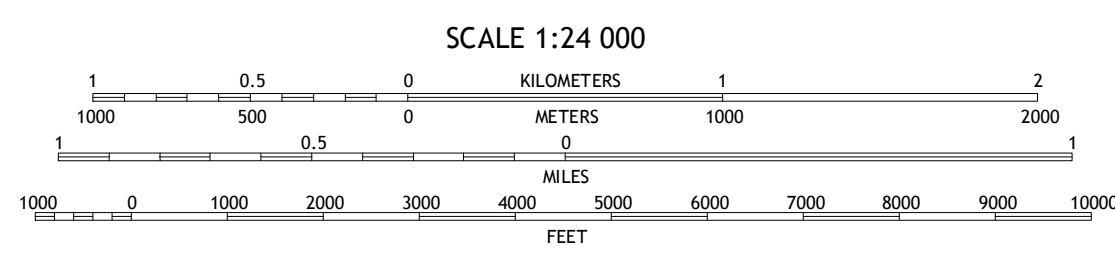 SCALE 1:24 000
1 0.5 0 KILOMETERS 1 2
1000 500 0 METERS 1000 2000
1 0.5 0 1
MILES
1000 0 1000 2000 3000 4000 5000 6000 7000 8000 9000 10000
FEET